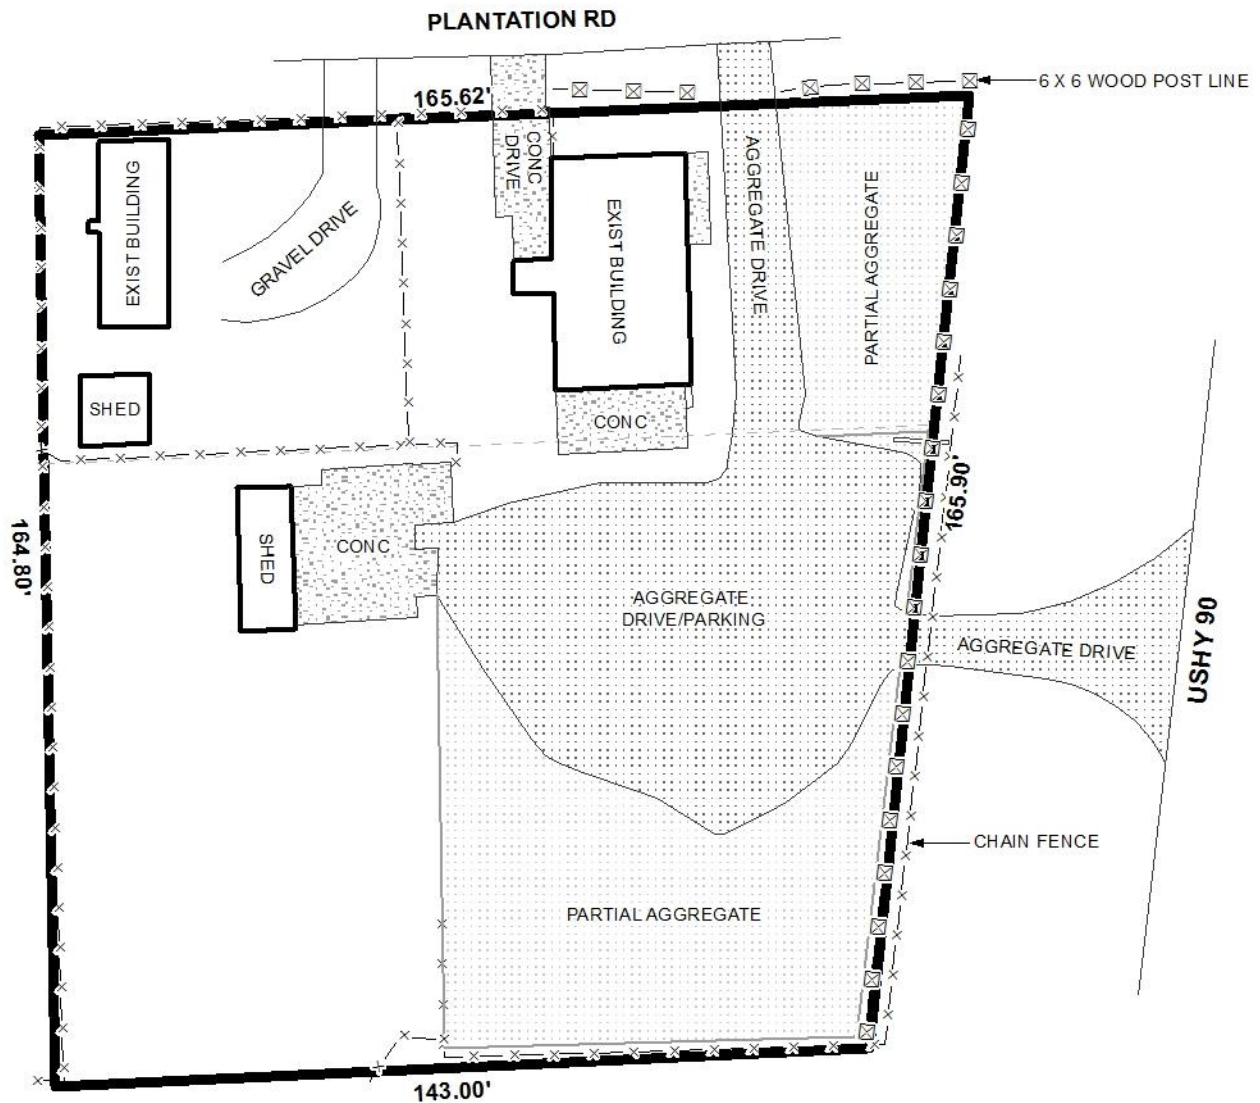 PLANTATION RD
6 X 6 WOOD POST LINE
165.62'
CONC
DRIVE
AGGREGATE DRIVE
PARTIAL AGGREGATE
EXIST BUILDING
GRAVEL DRIVE
EXIST BUILDING
SHED
CONC
165.90'
164.80'
SHED
CONC
AGGREGATE
DRIVE/PARKING
AGGREGATE DRIVE
USHY 90
CHAIN FENCE
PARTIAL AGGREGATE
143.00'